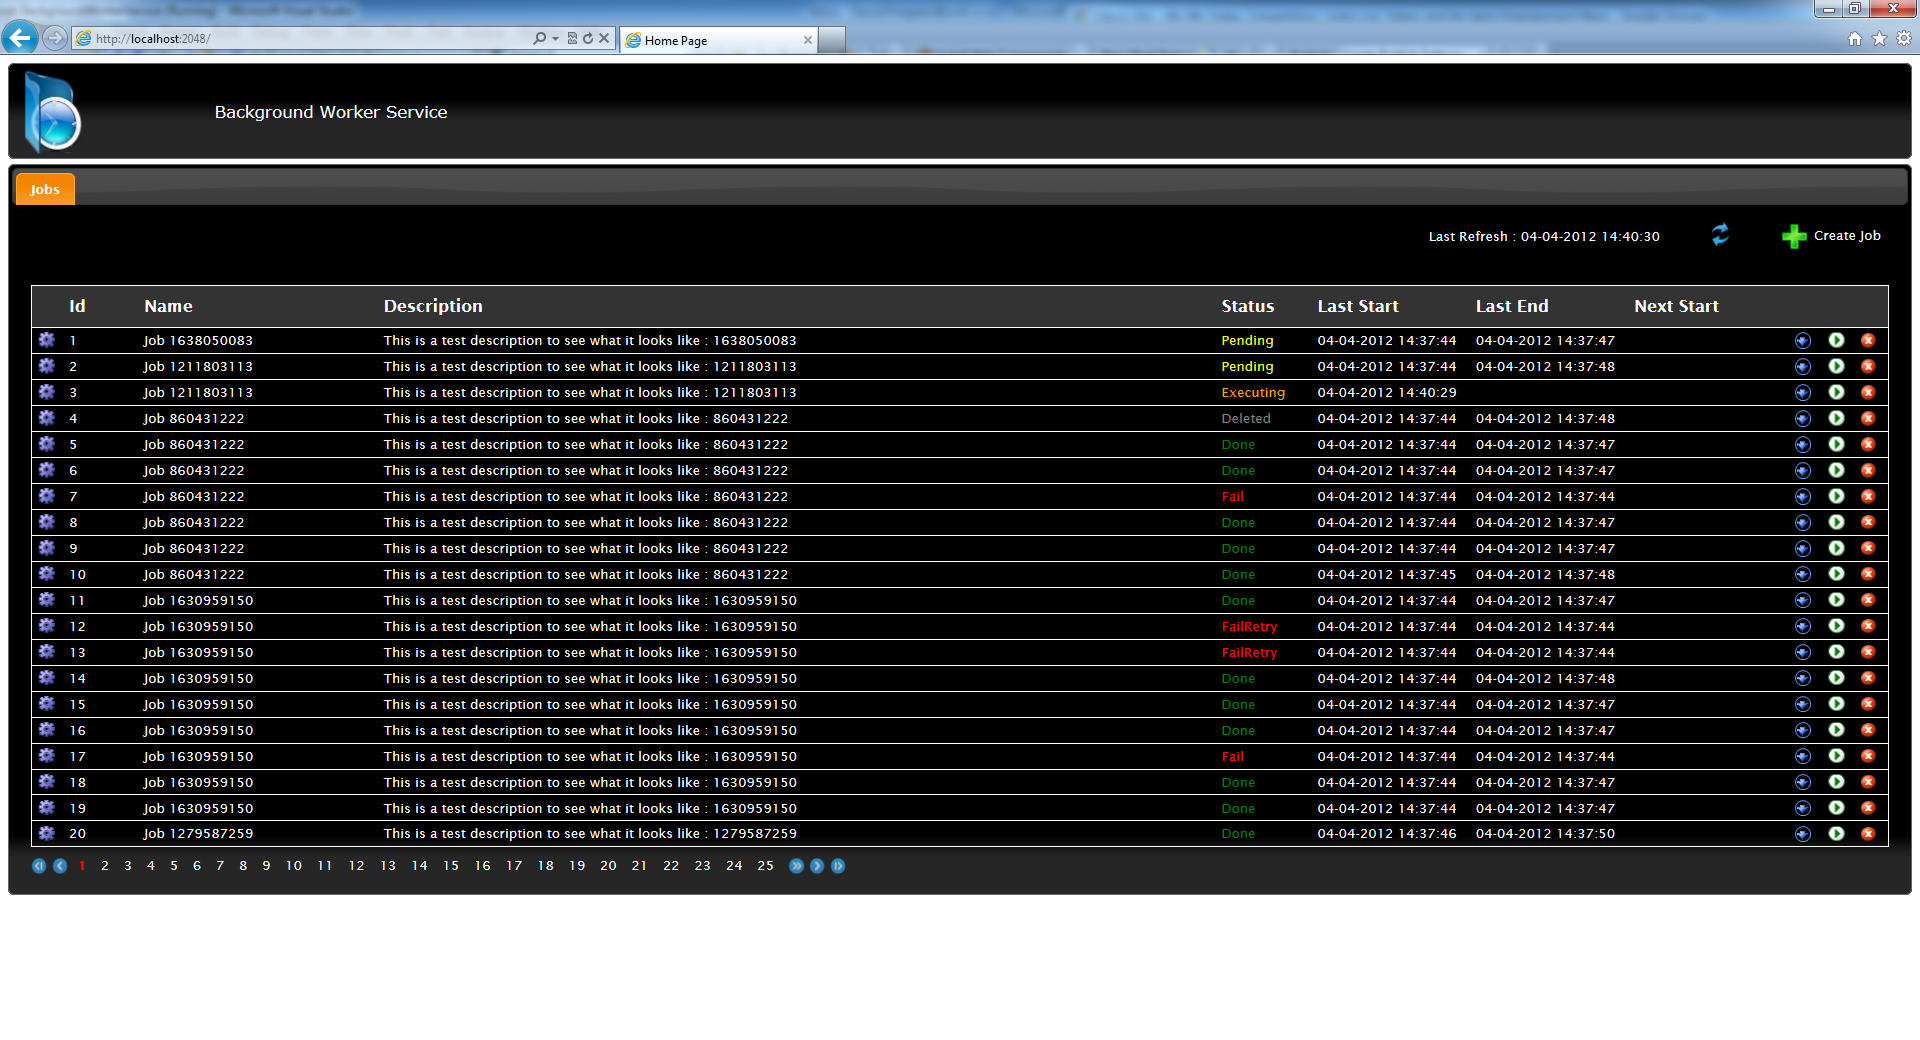 http://localhost:2048/
Home Page
Background Worker Service
Jobs
Last Refresh : 04-04-2012 14:40:30 Create Job
Id Name Description Status Last Start Last End Next Start
1 Job 1638050083 This is a test description to see what it looks like : 1638050083 Pending 04-04-2012 14:37:44 04-04-2012 14:37:47
2 Job 1211803113 This is a test description to see what it looks like : 1211803113 Pending 04-04-2012 14:37:44 04-04-2012 14:37:48
3 Job 1211803113 This is a test description to see what it looks like : 1211803113 Executing 04-04-2012 14:40:29
4 Job 860431222 This is a test description to see what it looks like : 860431222 Deleted 04-04-2012 14:37:44 04-04-2012 14:37:48
5 Job 860431222 This is a test description to see what it looks like : 860431222 Done 04-04-2012 14:37:44 04-04-2012 14:37:47
6 Job 860431222 This is a test description to see what it looks like : 860431222 Done 04-04-2012 14:37:44 04-04-2012 14:37:47
7 Job 860431222 This is a test description to see what it looks like : 860431222 Fail 04-04-2012 14:37:44 04-04-2012 14:37:44
8 Job 860431222 This is a test description to see what it looks like : 860431222 Done 04-04-2012 14:37:44 04-04-2012 14:37:47
9 Job 860431222 This is a test description to see what it looks like : 860431222 Done 04-04-2012 14:37:44 04-04-2012 14:37:47
10 Job 860431222 This is a test description to see what it looks like : 860431222 Done 04-04-2012 14:37:45 04-04-2012 14:37:48
11 Job 1630959150 This is a test description to see what it looks like : 1630959150 Done 04-04-2012 14:37:44 04-04-2012 14:37:47
12 Job 1630959150 This is a test description to see what it looks like : 1630959150 FailRetry 04-04-2012 14:37:44 04-04-2012 14:37:44
13 Job 1630959150 This is a test description to see what it looks like : 1630959150 FailRetry 04-04-2012 14:37:44 04-04-2012 14:37:44
14 Job 1630959150 This is a test description to see what it looks like : 1630959150 Done 04-04-2012 14:37:44 04-04-2012 14:37:48
15 Job 1630959150 This is a test description to see what it looks like : 1630959150 Done 04-04-2012 14:37:44 04-04-2012 14:37:47
16 Job 1630959150 This is a test description to see what it looks like : 1630959150 Done 04-04-2012 14:37:44 04-04-2012 14:37:47
17 Job 1630959150 This is a test description to see what it looks like : 1630959150 Fail 04-04-2012 14:37:44 04-04-2012 14:37:44
18 Job 1630959150 This is a test description to see what it looks like : 1630959150 Done 04-04-2012 14:37:44 04-04-2012 14:37:47
19 Job 1630959150 This is a test description to see what it looks like : 1630959150 Done 04-04-2012 14:37:44 04-04-2012 14:37:47
20 Job 1279587259 This is a test description to see what it looks like : 1279587259 Done 04-04-2012 14:37:46 04-04-2012 14:37:50
1 2 3 4 5 6 7 8 9 10 11 12 13 14 15 16 17 18 19 20 21 22 23 24 25